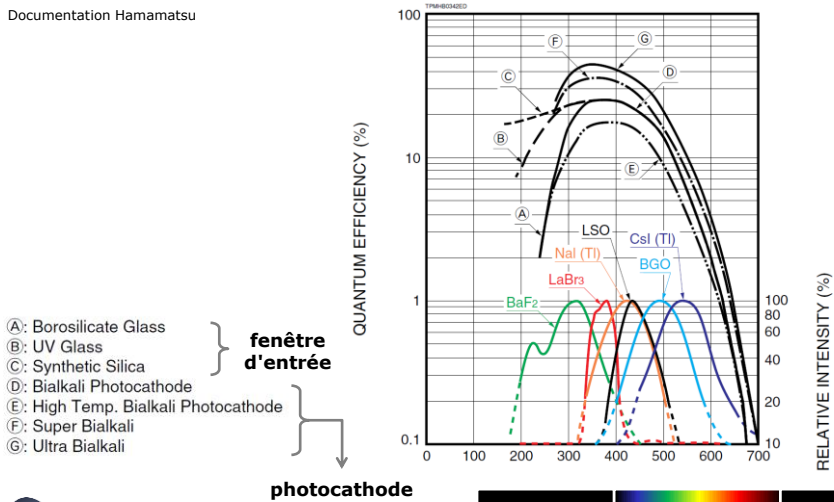 Documentation Hamamatsu
TPMHB0342ED
QUANTUM EFFICIENCY (%)
100
10
1
0.1
Ⓕ
Ⓖ
Ⓒ
Ⓓ
Ⓑ
Ⓔ
Ⓐ
LSO
NaI (Tl)
CsI (Tl)
BGO
LaBr3
BaF2
100
80
60
40
20
10
RELATIVE INTENSITY (%)
0 100 200 300 400 500 600 700
Ⓐ: Borosilicate Glass
Ⓑ: UV Glass
Ⓒ: Synthetic Silica
Ⓓ: Bialkali Photocathode
Ⓔ: High Temp. Bialkali Photocathode
Ⓕ: Super Bialkali
Ⓖ: Ultra Bialkali
fenêtre
d'entrée
photocathode